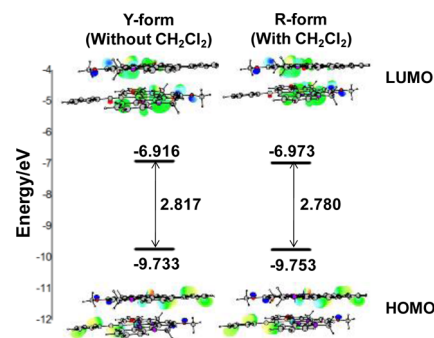 Y-form R-form
(Without CH₂Cl₂) (With CH₂Cl₂)
-4
LUMO
-5
-6
-6.916 -6.973
-7
Energy/eV
-8
2.817 2.780
-9
-10
-9.733 -9.753
-11
HOMO
-12